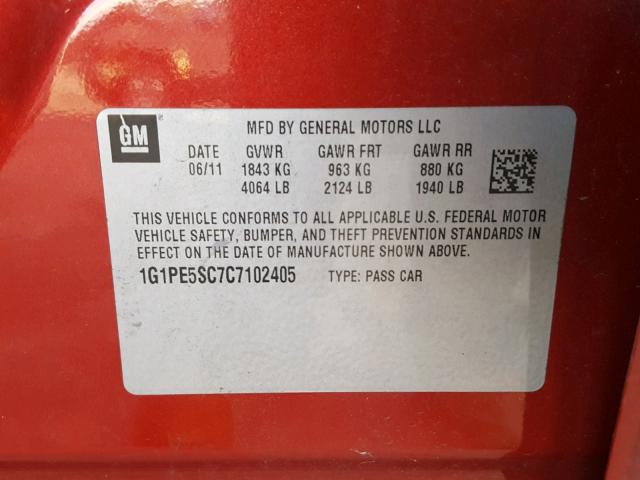 GM
MFD BY GENERAL MOTORS LLC
DATE GVWR GAWR FRT GAWR RR
06/11 1843 KG 963 KG 880 KG
4064 LB 2124 LB 1940 LB
THIS VEHICLE CONFORMS TO ALL APPLICABLE U.S. FEDERAL MOTOR
VEHICLE SAFETY, BUMPER, AND THEFT PREVENTION STANDARDS IN
EFFECT ON THE DATE OF MANUFACTURE SHOWN ABOVE.
1G1PE5SC7C7102405 TYPE: PASS CAR